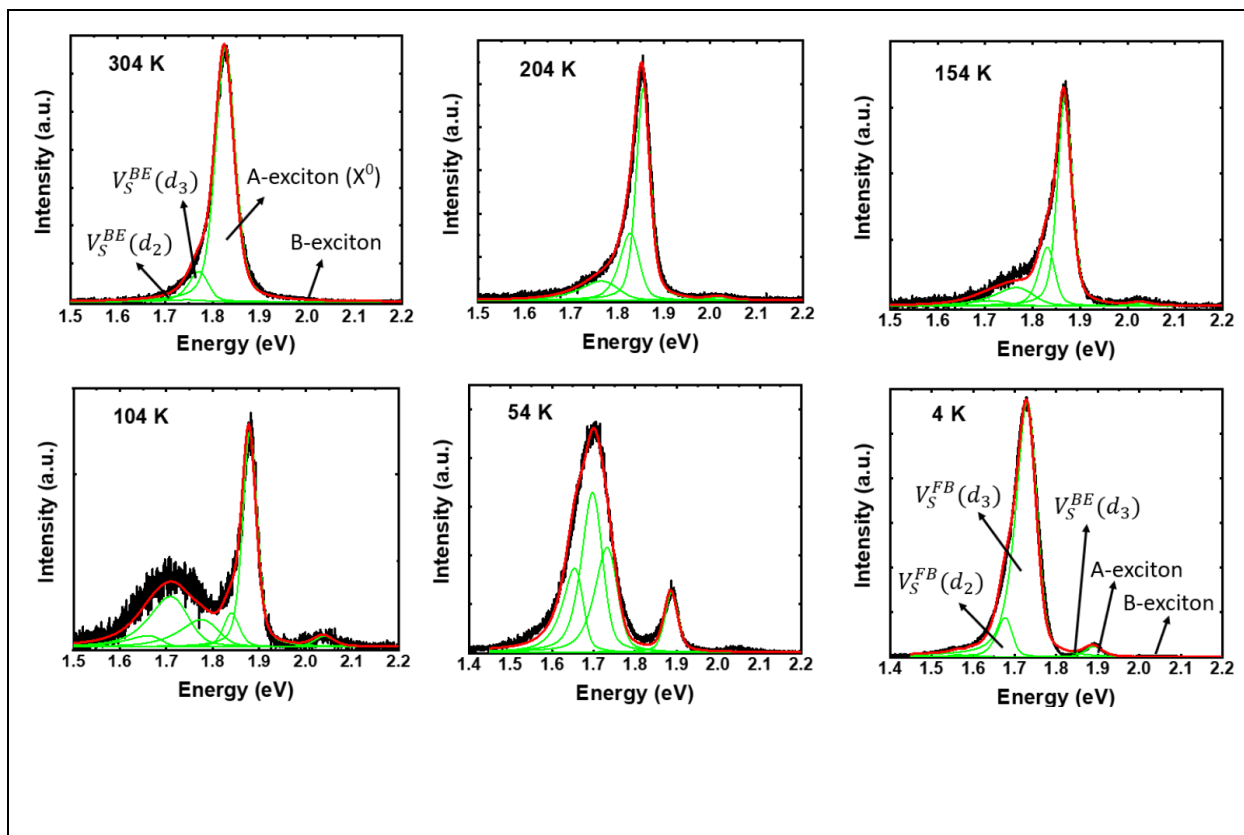 304 K
V_S^{BE}(d_3)
A-exciton (X^0)
V_S^{BE}(d_2)
B-exciton
Intensity (a.u.)
1.5 1.6 1.7 1.8 1.9 2.0 2.1 2.2
Energy (eV)
204 K
Intensity (a.u.)
1.5 1.6 1.7 1.8 1.9 2.0 2.1 2.2
Energy (eV)
154 K
Intensity (a.u.)
1.5 1.6 1.7 1.8 1.9 2.0 2.1 2.2
Energy (eV)
104 K
Intensity (a.u.)
1.5 1.6 1.7 1.8 1.9 2.0 2.1 2.2
Energy (eV)
54 K
Intensity (a.u.)
1.4 1.5 1.6 1.7 1.8 1.9 2.0 2.1 2.2
Energy (eV)
4 K
V_S^{FB}(d_3)
V_S^{BE}(d_3)
V_S^{FB}(d_2)
A-exciton
B-exciton
Intensity (a.u.)
1.4 1.5 1.6 1.7 1.8 1.9 2.0 2.1 2.2
Energy (eV)